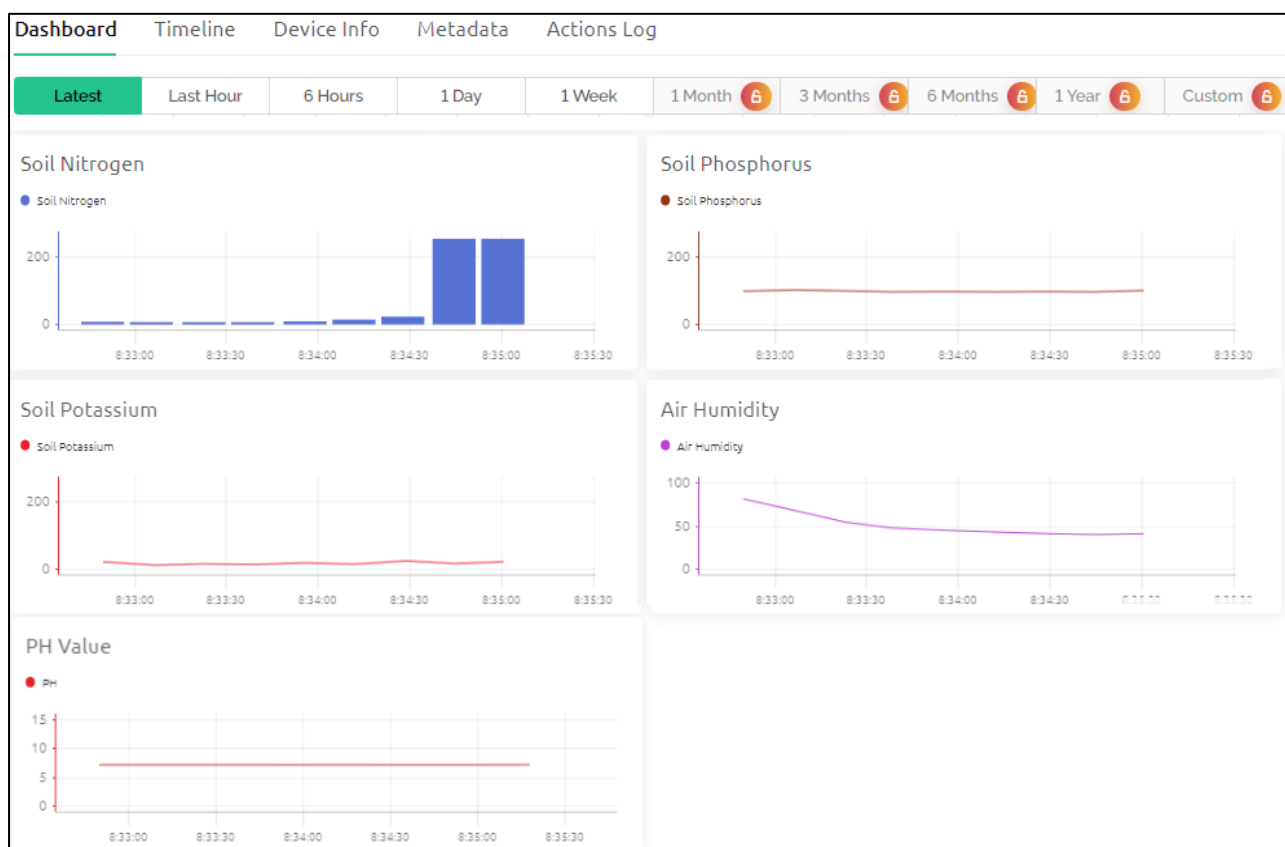 Dashboard Timeline Device Info Metadata Actions Log
Latest Last Hour 6 Hours 1 Day 1 Week 1 Month 3 Months 6 Months 1 Year Custom
Soil Nitrogen
Soil Nitrogen
200
0
8:33:00 8:33:30 8:34:00 8:34:30 8:35:00 8:35:30
Soil Phosphorus
Soil Phosphorus
200
0
8:33:00 8:33:30 8:34:00 8:34:30 8:35:00 8:35:30
Soil Potassium
Soil Potassium
200
0
8:33:00 8:33:30 8:34:00 8:34:30 8:35:00 8:35:30
Air Humidity
Air Humidity
100
50
0
8:33:00 8:33:30 8:34:00 8:34:30
PH Value
PH
15
10
5
0
8:33:00 8:33:30 8:34:00 8:34:30 8:35:00 8:35:30